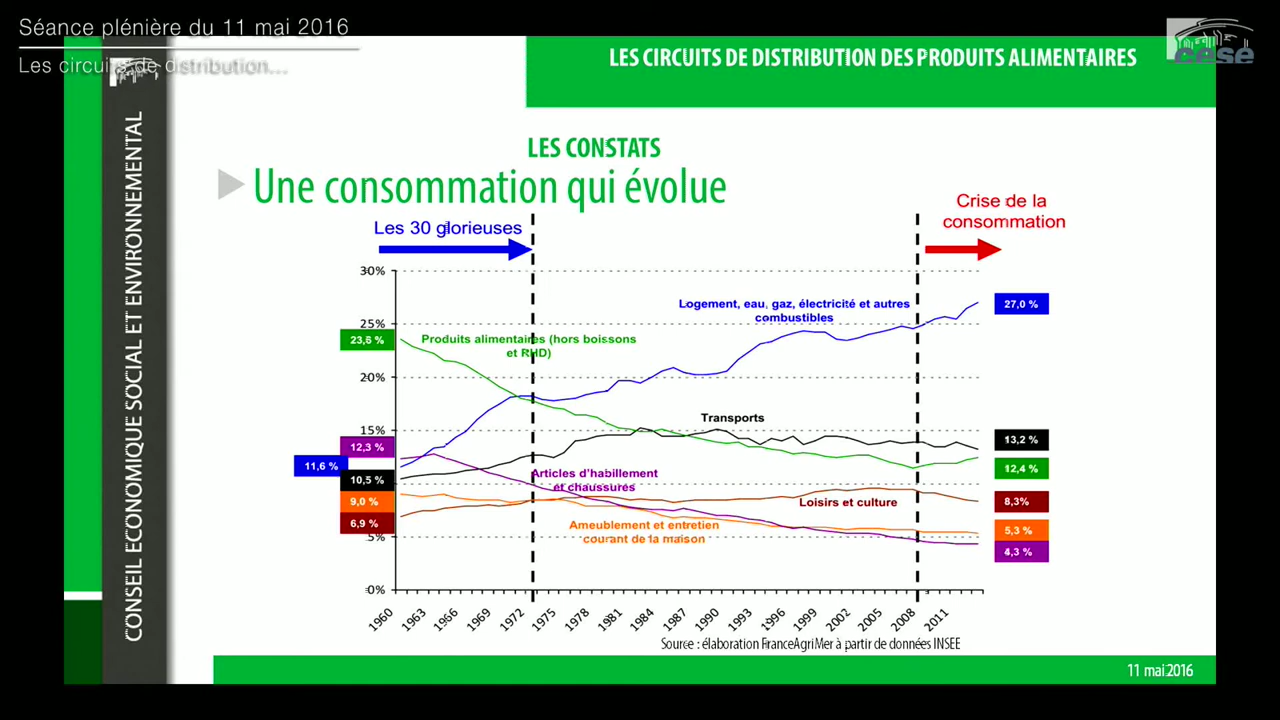 Séance plénière du 11 mai 2016
Les circuits de distribution...
cese
CONSEIL ECONOMIQUE SOCIAL ET ENVIRONNEMENTAL
LES CIRCUITS DE DISTRIBUTION DES PRODUITS ALIMENTAIRES
LES CONSTATS
Une consommation qui évolue
Les 30 glorieuses
Crise de la
consommation
30%
25%
20%
15%
10%
5%
0%
23,6 %
12,3 %
11,6 %
10,5 %
9,0 %
6,9 %
Produits alimentaires (hors boissons
et RHD)
Logement, eau, gaz, électricité et autres
combustibles
Transports
Articles d'habillement
et chaussures
Loisirs et culture
Ameublement et entretien
courant de la maison
27,0 %
13,2 %
12,4 %
8,3%
5,3 %
4,3 %
1960 1963 1966 1969 1972 1975 1978 1981 1984 1987 1990 1993 1996 1999 2002 2005 2008 2011
Source : élaboration FranceAgriMer à partir de données INSEE
11 mai 2016